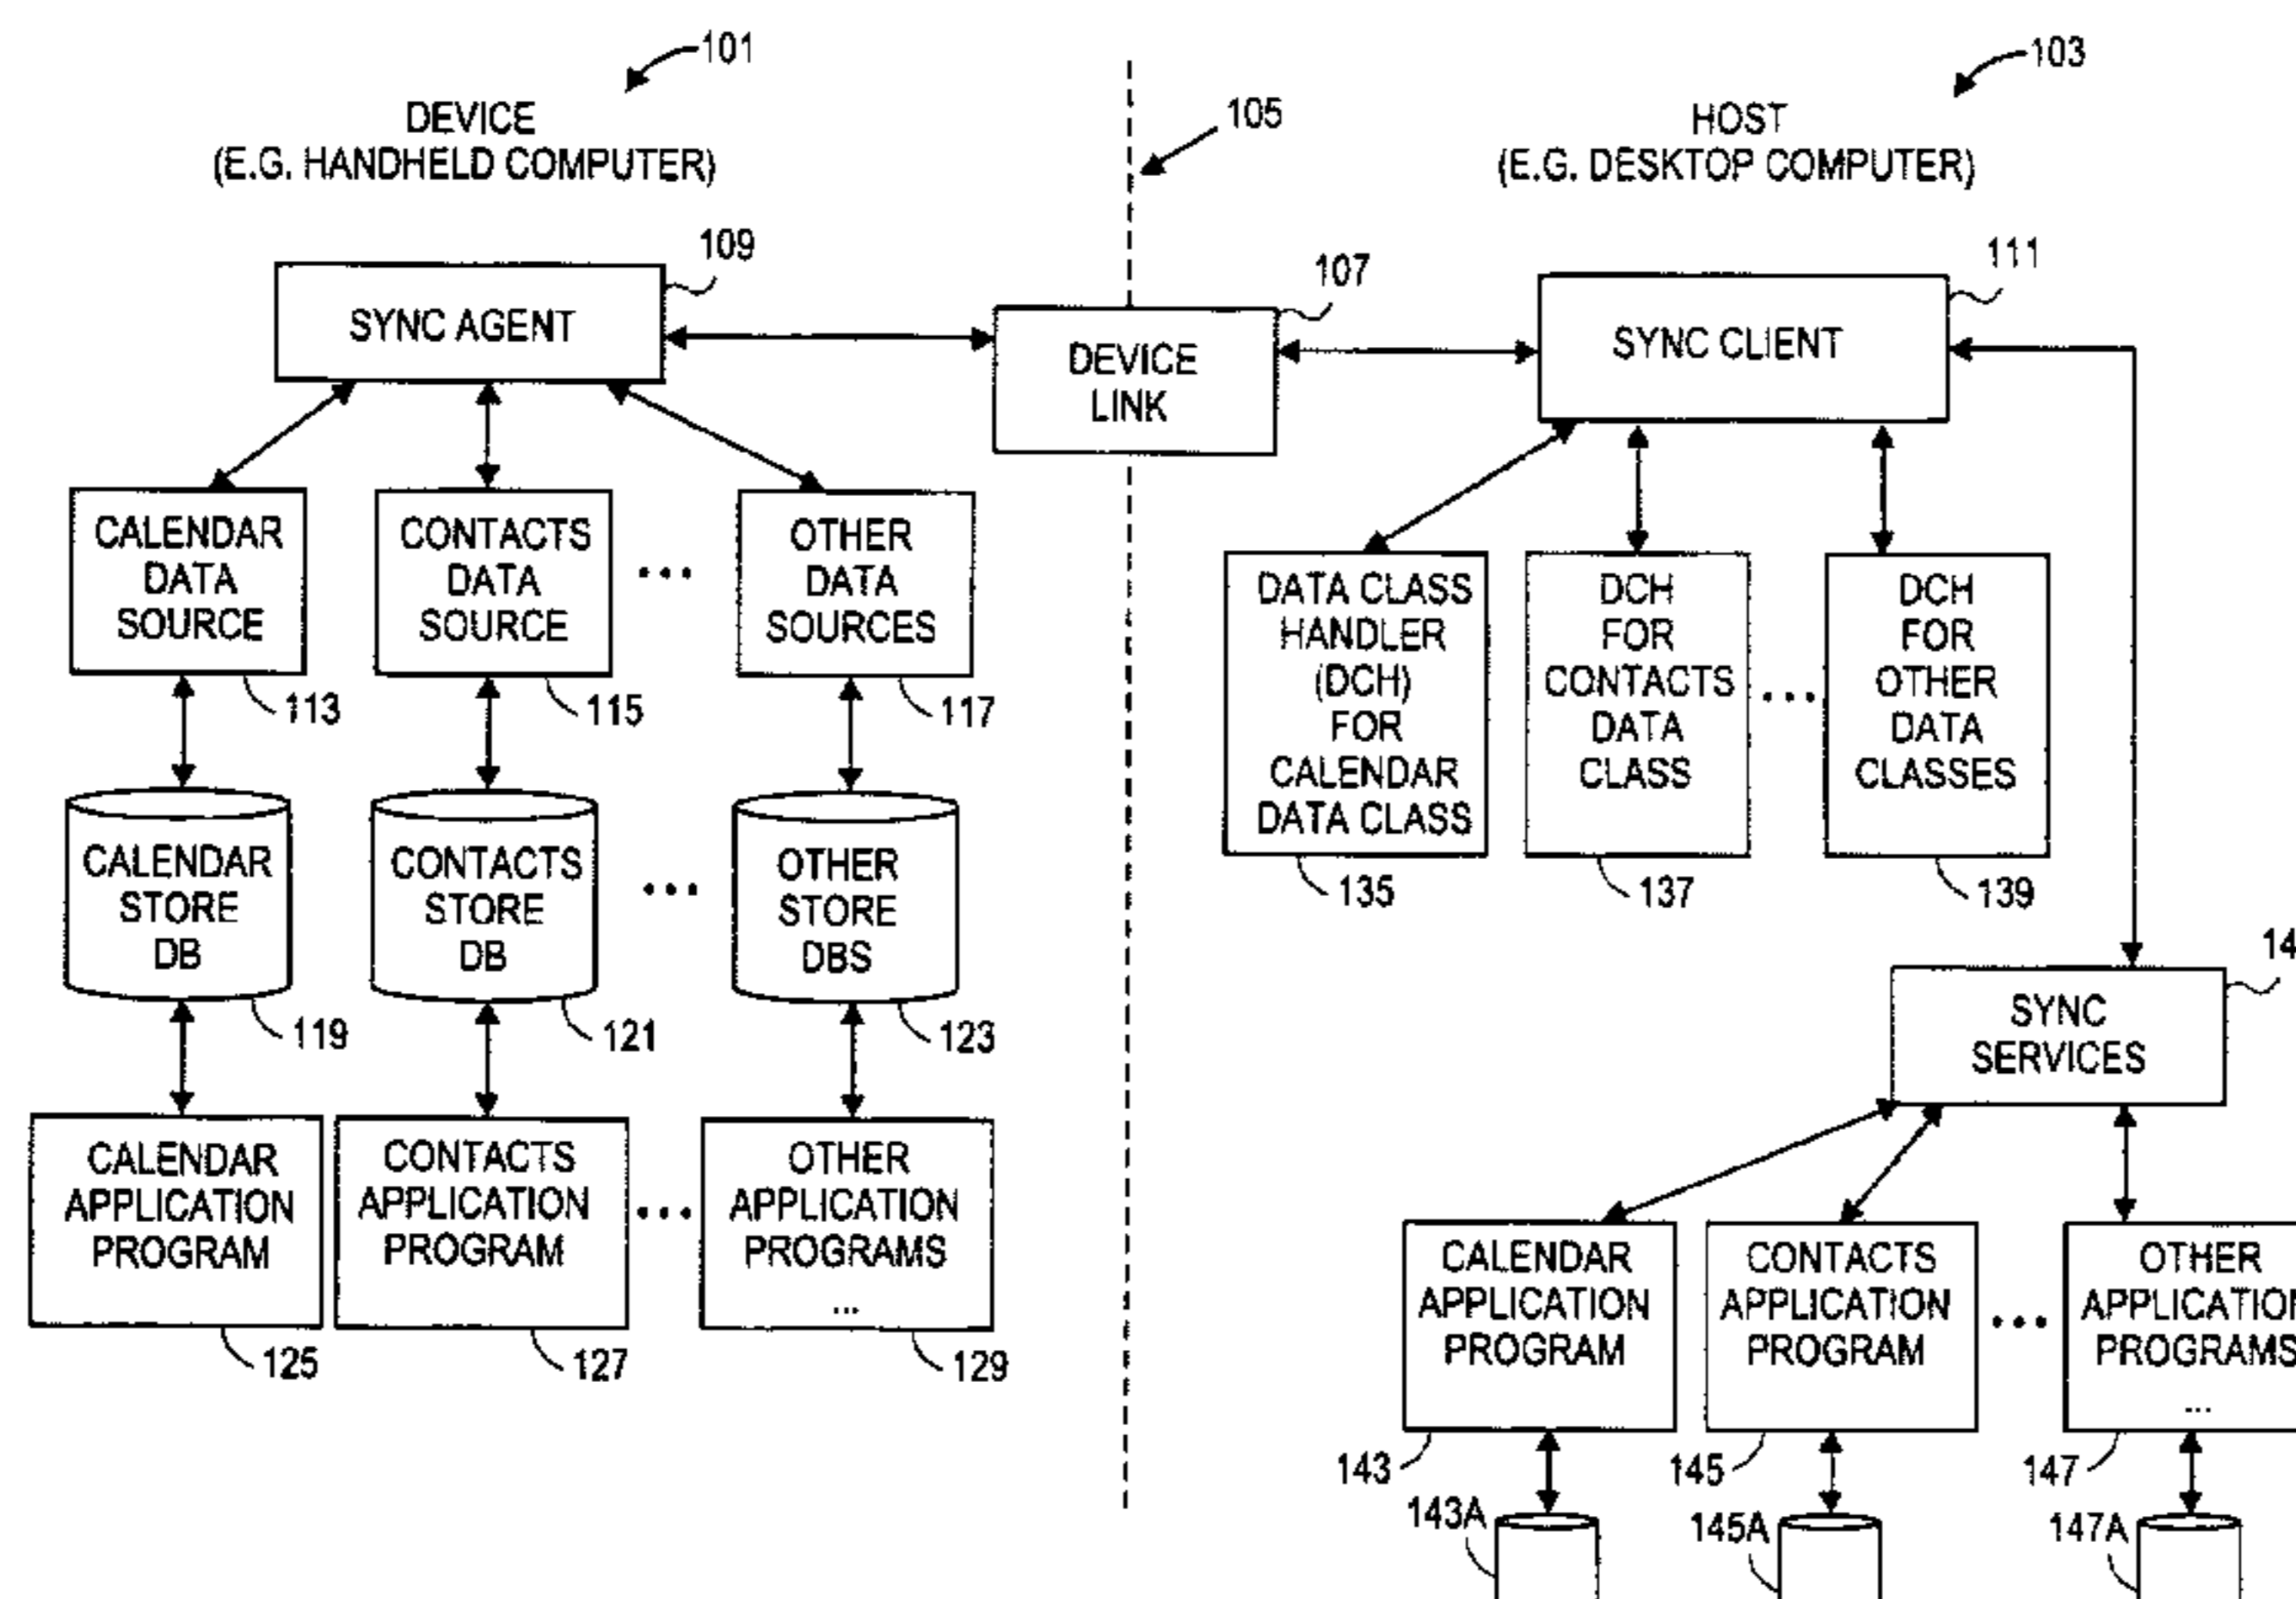 101
DEVICE
(E.G. HANDHELD COMPUTER)
105
103
HOST
(E.G. DESKTOP COMPUTER)
109
SYNC AGENT
107
DEVICE
LINK
111
SYNC CLIENT
CALENDAR
DATA
SOURCE
113
CONTACTS
DATA
SOURCE
115
...
OTHER
DATA
SOURCES
117
DATA CLASS
HANDLER
(DCH)
FOR
CALENDAR
DATA CLASS
135
DCH
FOR
CONTACTS
DATA
CLASS
137
...
DCH
FOR
OTHER
DATA
CLASSES
139
CALENDAR
STORE
DB
119
CONTACTS
STORE
DB
121
...
OTHER
STORE
DBS
123
14
SYNC
SERVICES
CALENDAR
APPLICATION
PROGRAM
125
CONTACTS
APPLICATION
PROGRAM
127
...
OTHER
APPLICATION
PROGRAMS
...
129
CALENDAR
APPLICATION
PROGRAM
143
CONTACTS
APPLICATION
PROGRAM
145
...
OTHER
APPLICATION
PROGRAMS
...
147
143A
145A
147A